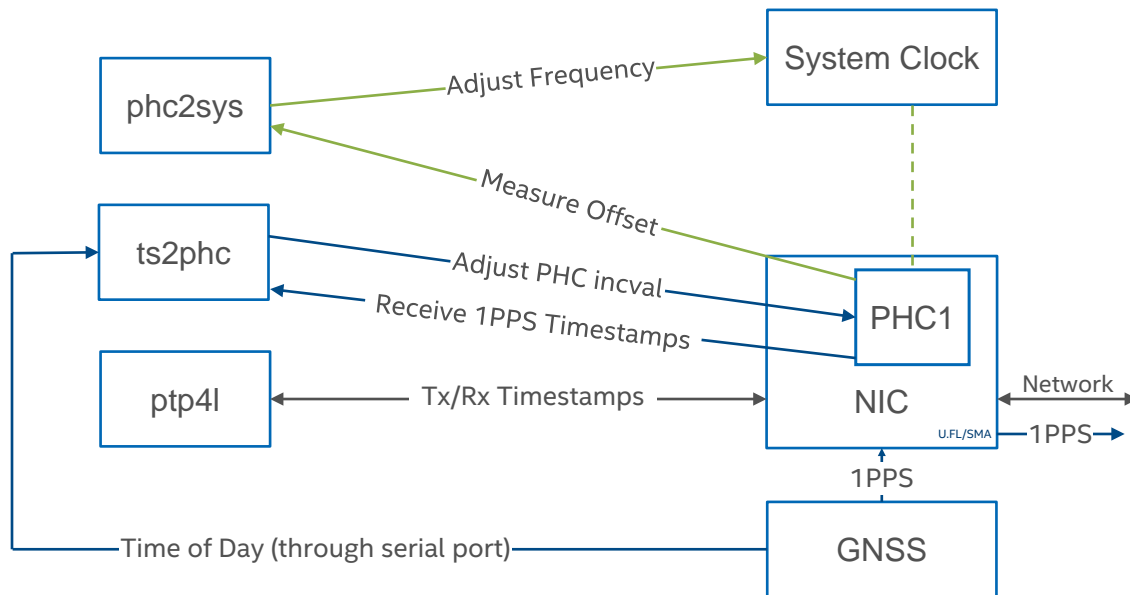 System Clock
Adjust Frequency
phc2sys
Measure Offset
ts2phc
Adjust PHC incval
Receive 1PPS Timestamps
PHC1
ptp4l
Tx/Rx Timestamps
NIC
Network
U.FL/SMA
1PPS
1PPS
Time of Day (through serial port)
GNSS